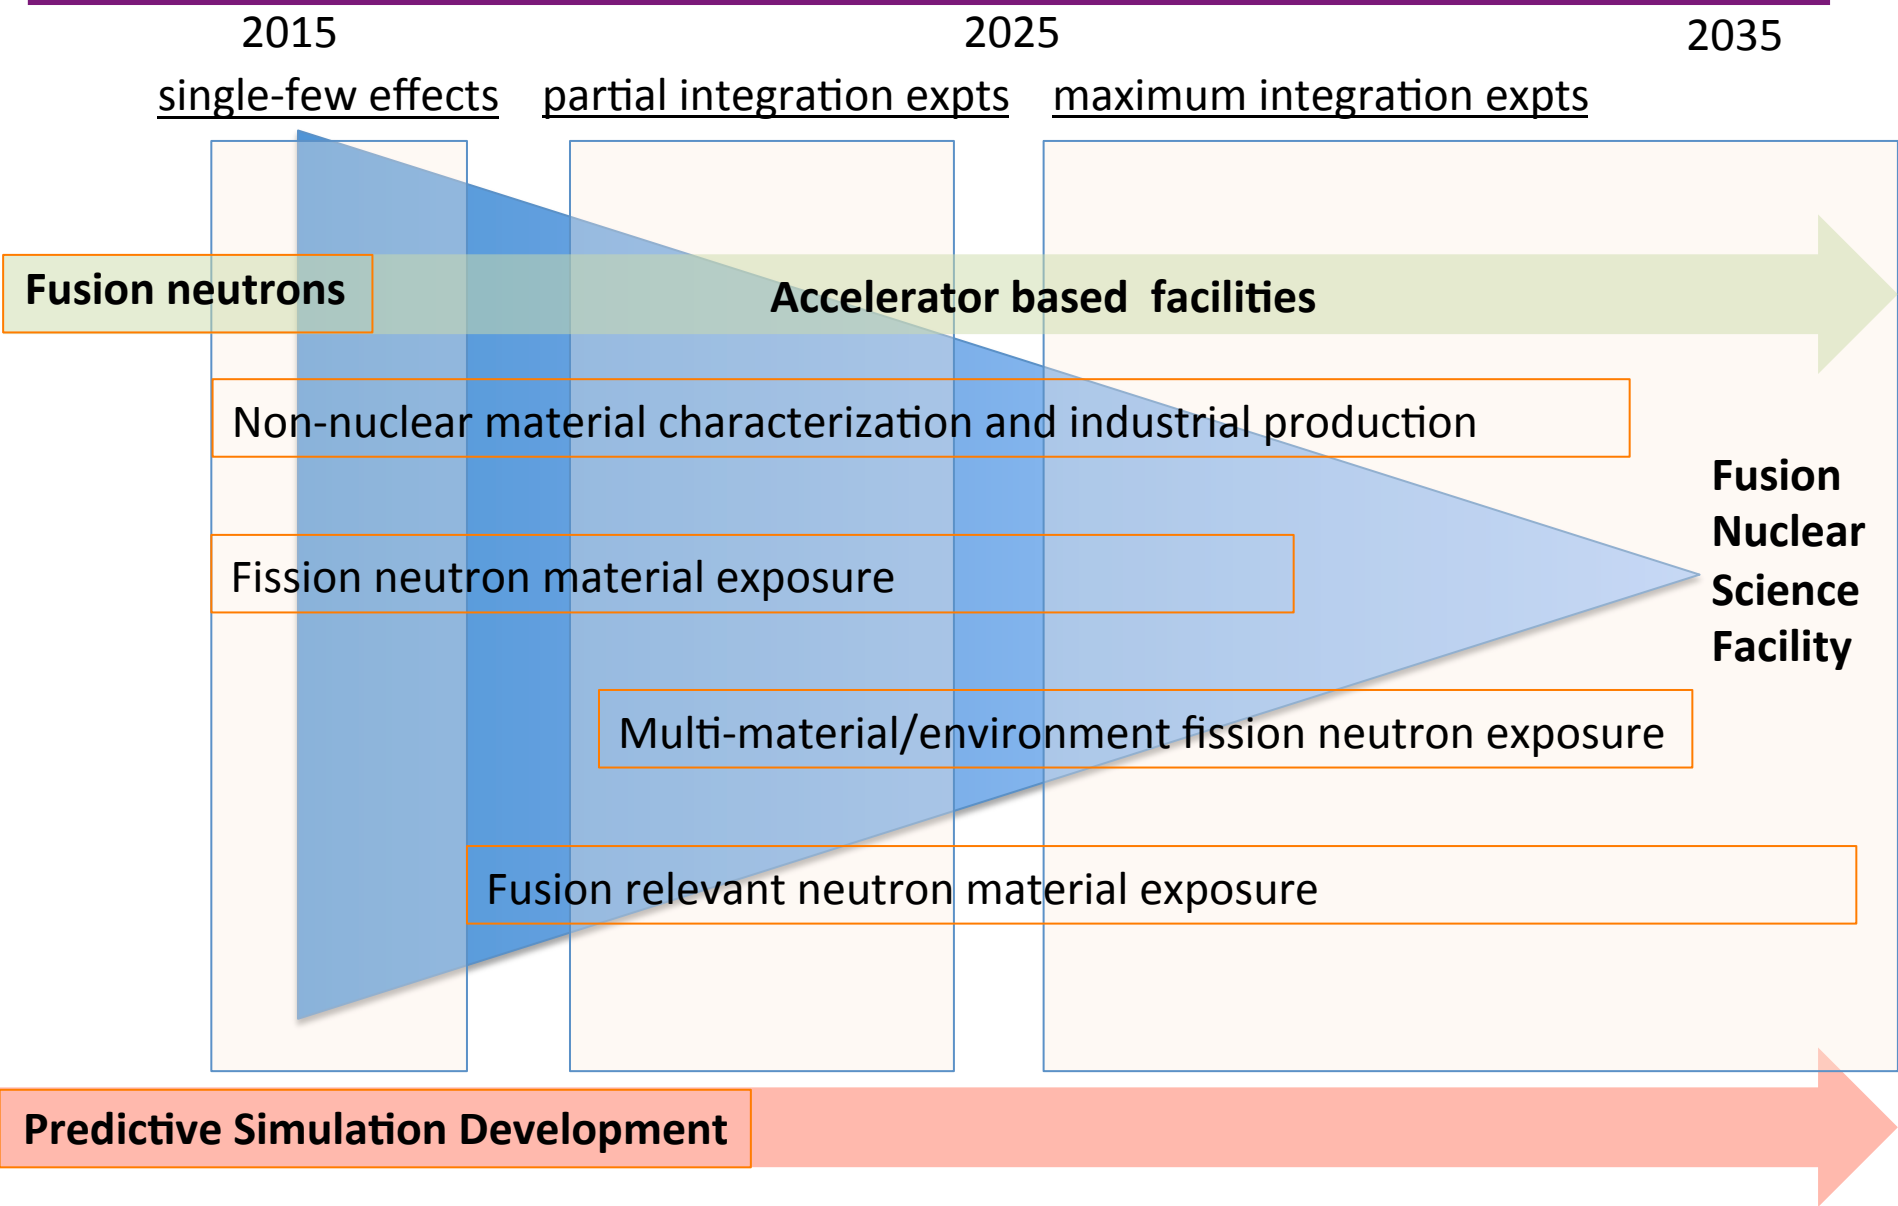 2015 2025 2035
single-few effects partial integration expts maximum integration expts
Fusion neutrons
Accelerator based facilities
Non-nuclear material characterization and industrial production
Fission neutron material exposure
Fusion
Nuclear
Science
Facility
Multi-material/environment fission neutron exposure
Fusion relevant neutron material exposure
Predictive Simulation Development